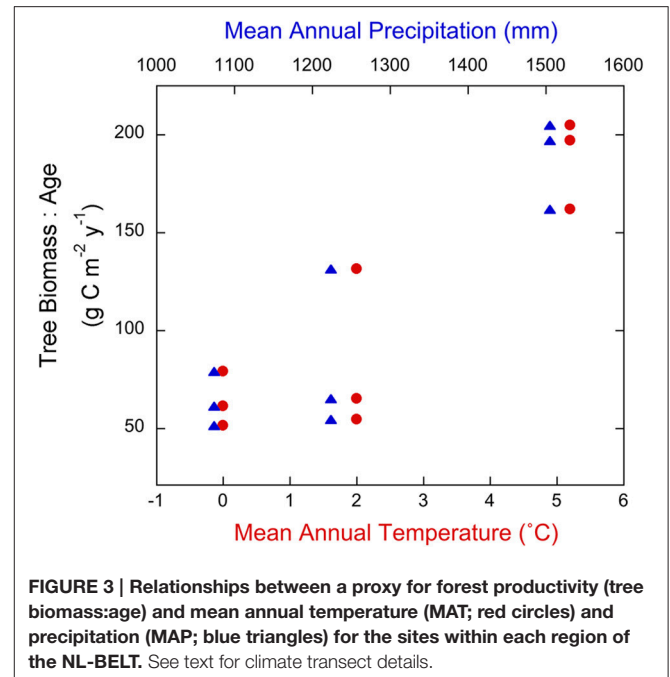 Mean Annual Precipitation (mm)
1000 1100 1200 1300 1400 1500 1600
200
150
100
50
Tree Biomass : Age
(g C m⁻² y⁻¹)
-1 0 1 2 3 4 5 6
Mean Annual Temperature (˚C)
FIGURE 3 | Relationships between a proxy for forest productivity (tree
biomass:age) and mean annual temperature (MAT; red circles) and
precipitation (MAP; blue triangles) for the sites within each region of
the NL-BELT. See text for climate transect details.